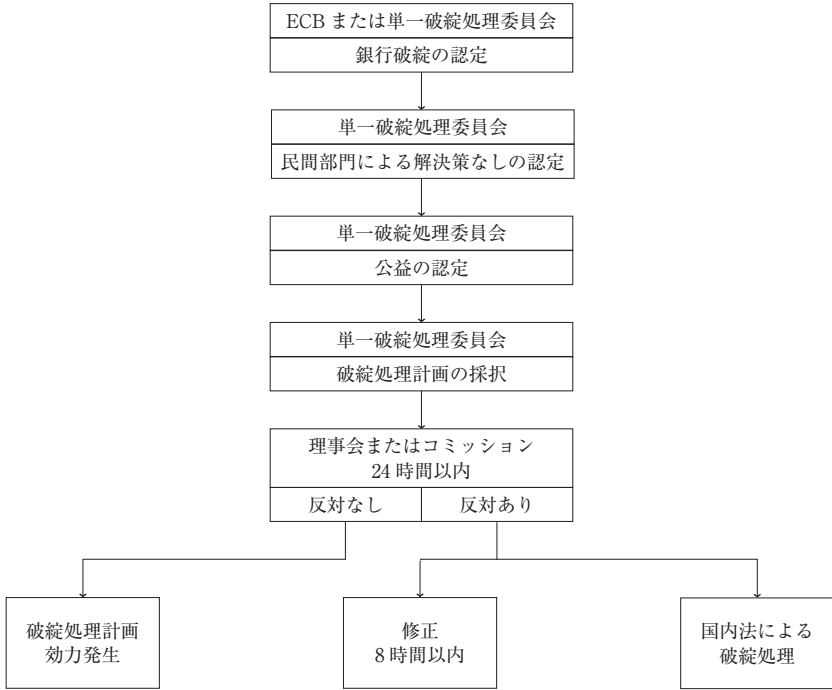 ECB または単一破綻処理委員会
銀行破綻の認定
単一破綻処理委員会
民間部門による解決策なしの認定
単一破綻処理委員会
公益の認定
単一破綻処理委員会
破綻処理計画の採択
理事会またはコミッション
24 時間以内
反対なし
反対あり
破綻処理計画
効力発生
修正
8 時間以内
国内法による
破綻処理